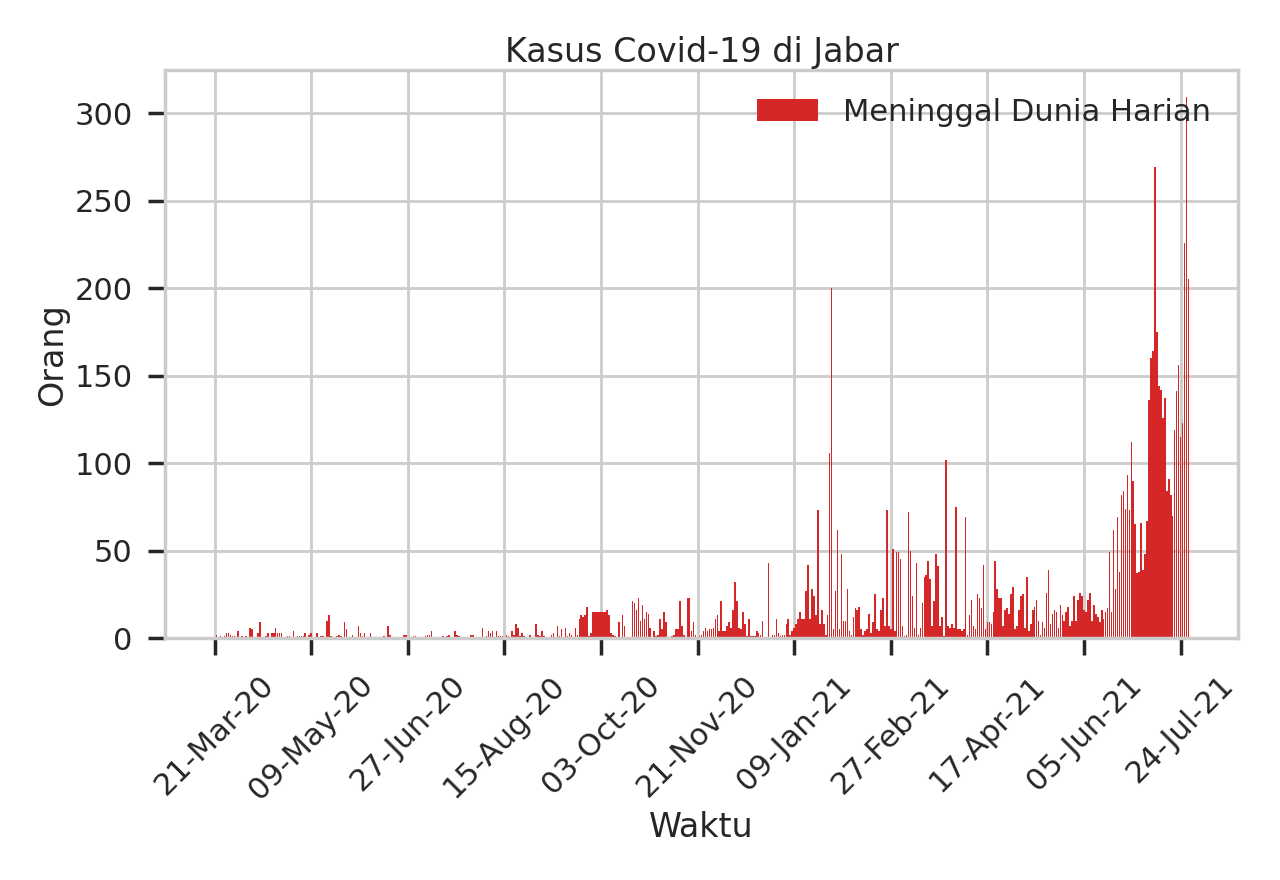 Kasus Covid-19 di Jabar
Meninggal Dunia Harian
Orang
300
250
200
150
100
50
0
21-Mar-20
09-May-20
27-Jun-20
15-Aug-20
03-Oct-20
21-Nov-20
09-Jan-21
27-Feb-21
17-Apr-21
05-Jun-21
24-Jul-21
Waktu